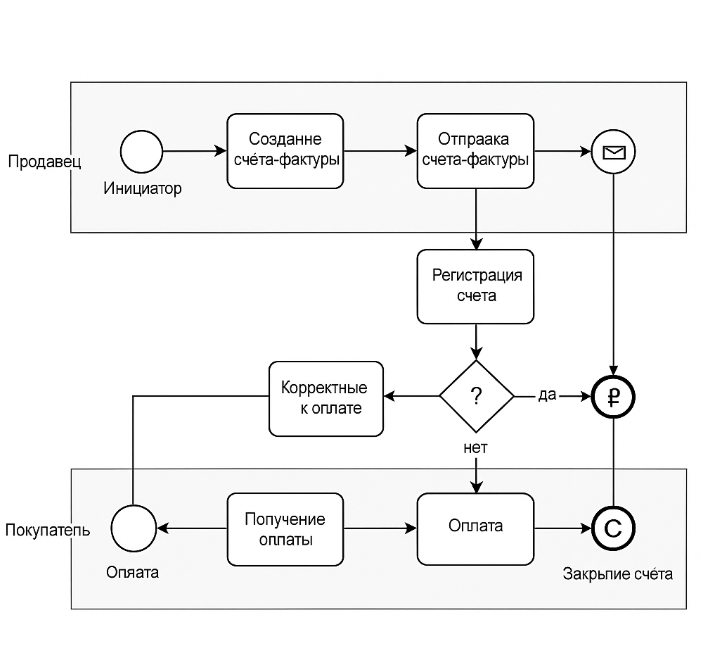 Продавец
Инициатор
Созданне
счёта-фактуры
Отпраака
счета-фактуры
Регистрация
счета
Корректные
к оплате
?
да
₽
нет
Покупатель
Опяата
Попучение
оплаты
Оплата
C
Закрьпие счёта